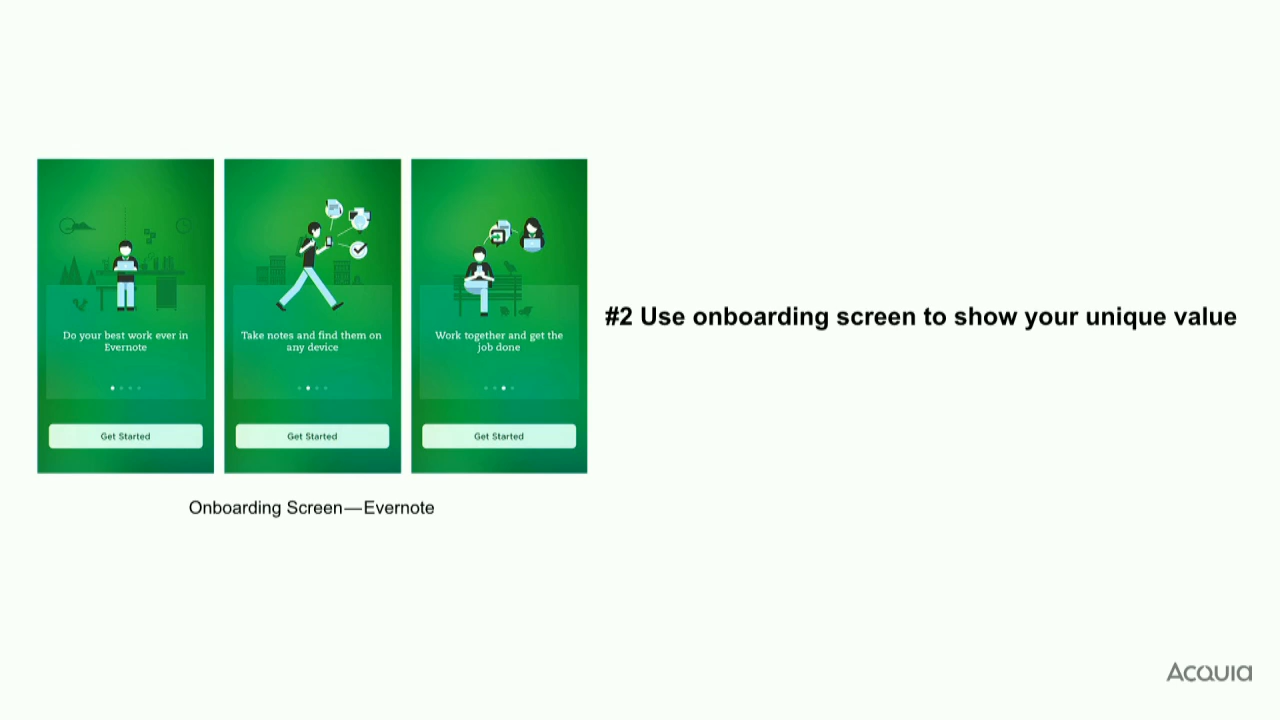 Do your best work ever in
Evernote
Get Started
Take notes and find them on
any device
Get Started
Work together and get the
job done
Get Started
Onboarding Screen—Evernote
#2 Use onboarding screen to show your unique value
Acquia